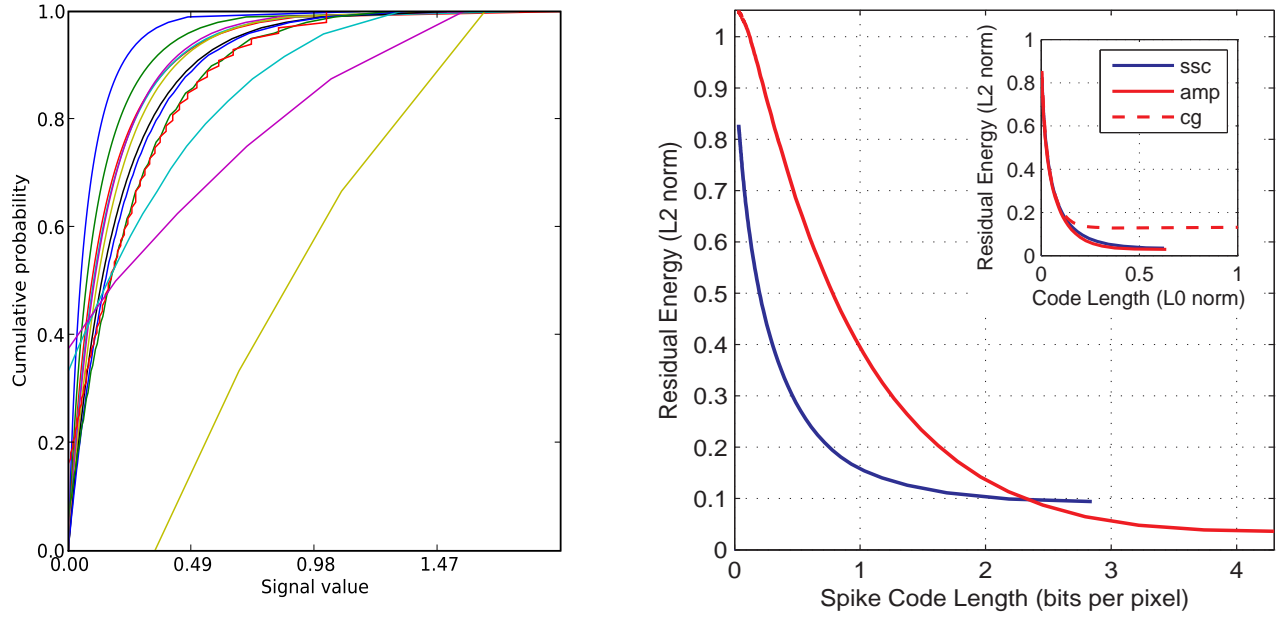 Cumulative probability
1.0
0.8
0.6
0.4
0.2
0.0
0.00 0.49 0.98 1.47
Signal value
Residual Energy (L2 norm)
1
0.9
0.8
0.7
0.6
0.5
0.4
0.3
0.2
0.1
0
0 1 2 3 4
Spike Code Length (bits per pixel)
Residual Energy (L2 norm)
1
0.8
0.6
0.4
0.2
0
0 0.5 1
Code Length (L0 norm)
ssc
amp
cg